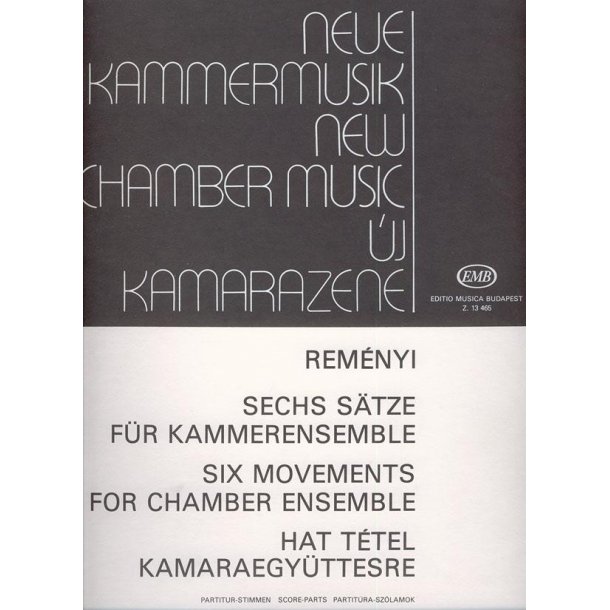 NEUE
KAMMERMUSIK
NEW
CHAMBER MUSIC
ÚJ
KAMARAZENE
EMB
EDITIO MUSICA BUDAPEST
Z. 13 465
REMÉNYI
SECHS SÄTZE
FÜR KAMMERENSEMBLE
SIX MOVEMENTS
FOR CHAMBER ENSEMBLE
HAT TÉTEL
KAMARAEGYÜTTESRE
PARTITUR-STIMMEN SCORE-PARTS PARTITÚRA-SZÓLAMOK